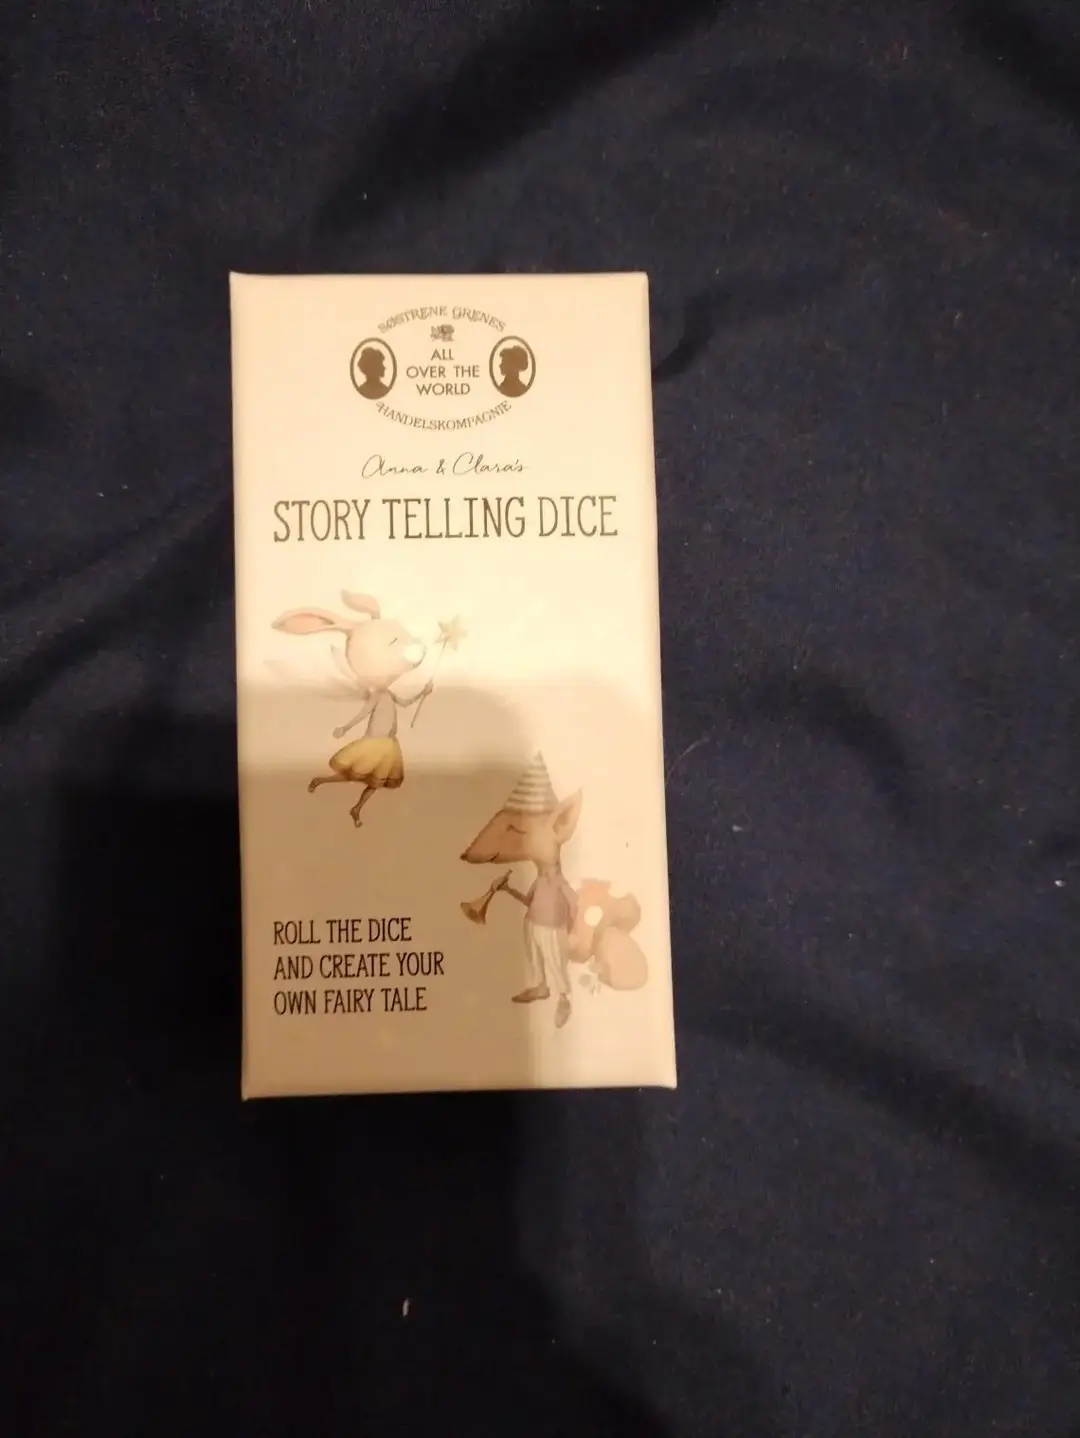 SØSTRENE GRENES
ALL
OVER THE
WORLD
HANDELSKOMPAGNIE
Anna & Clara's
STORY TELLING DICE
ROLL THE DICE
AND CREATE YOUR
OWN FAIRY TALE